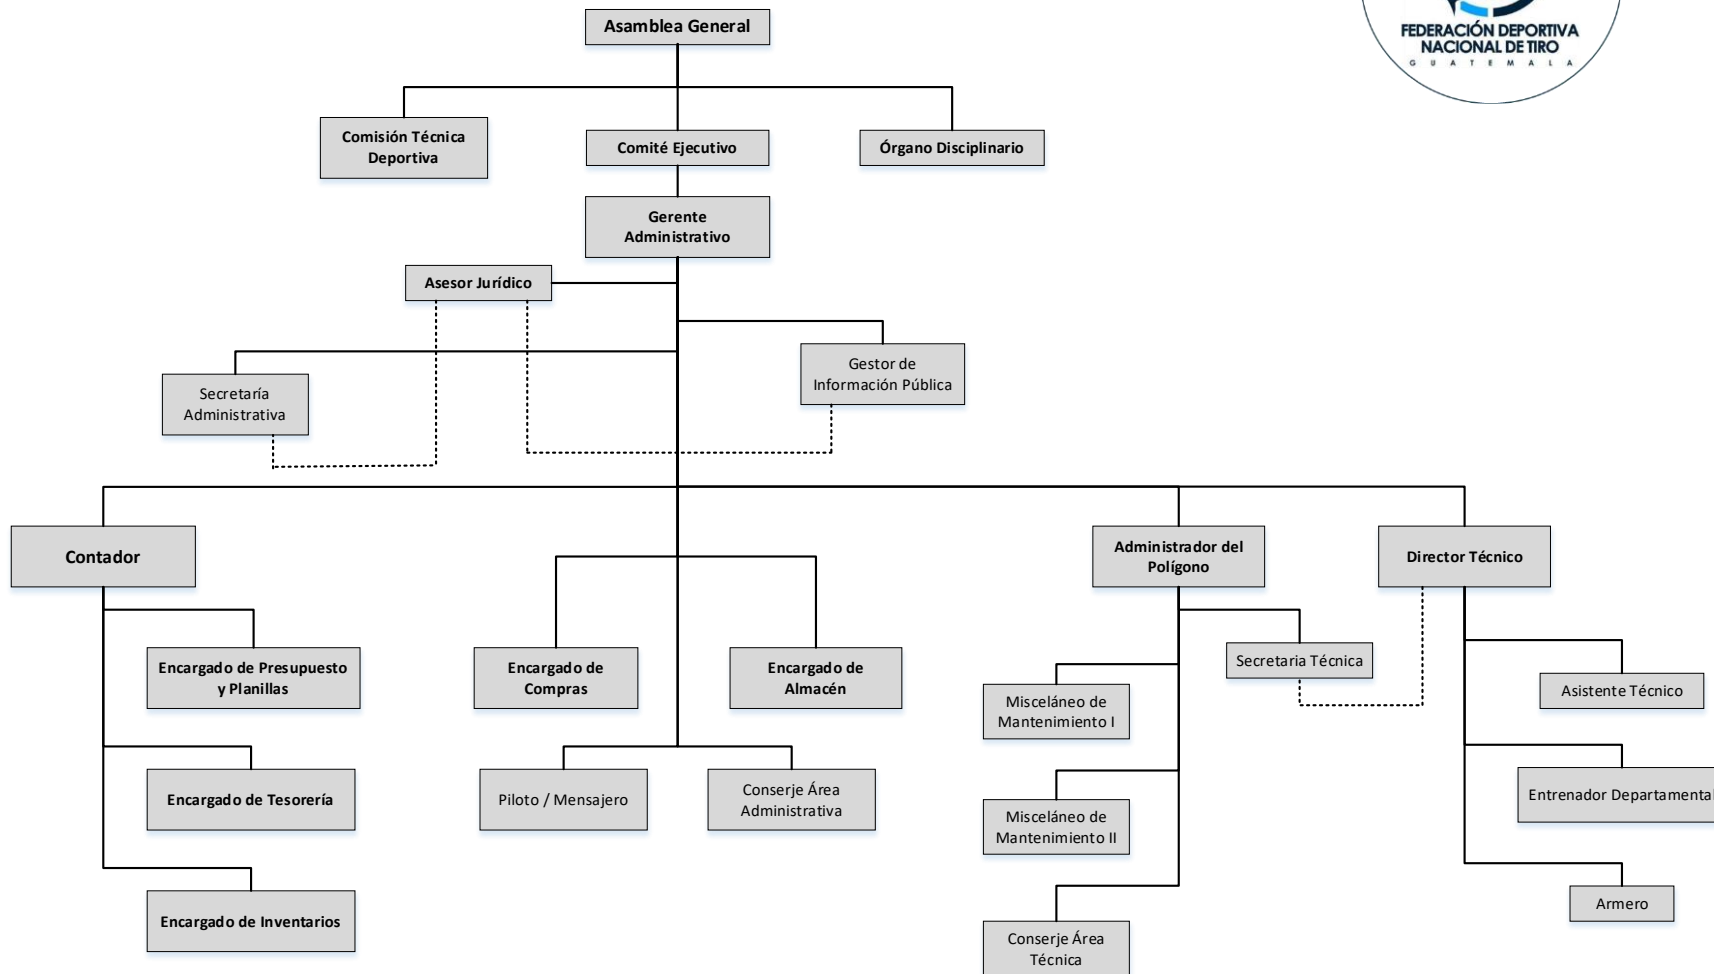 Asamblea General
FEDERACIÓN DEPORTIVA
NACIONAL DE TIRO
GUATEMALA
Comisión Técnica
Deportiva
Comité Ejecutivo
Órgano Disciplinario
Gerente
Administrativo
Asesor Jurídico
Gestor de
Información Pública
Secretaría
Administrativa
Contador
Administrador del
Polígono
Director Técnico
Encargado de Presupuesto
y Planillas
Encargado de
Compras
Encargado de
Almacén
Secretaria Técnica
Misceláneo de
Mantenimiento I
Asistente Técnico
Encargado de Tesorería
Piloto / Mensajero
Conserje Área
Administrativa
Misceláneo de
Mantenimiento II
Entrenador Departamental
Encargado de Inventarios
Conserje Área
Técnica
Armero